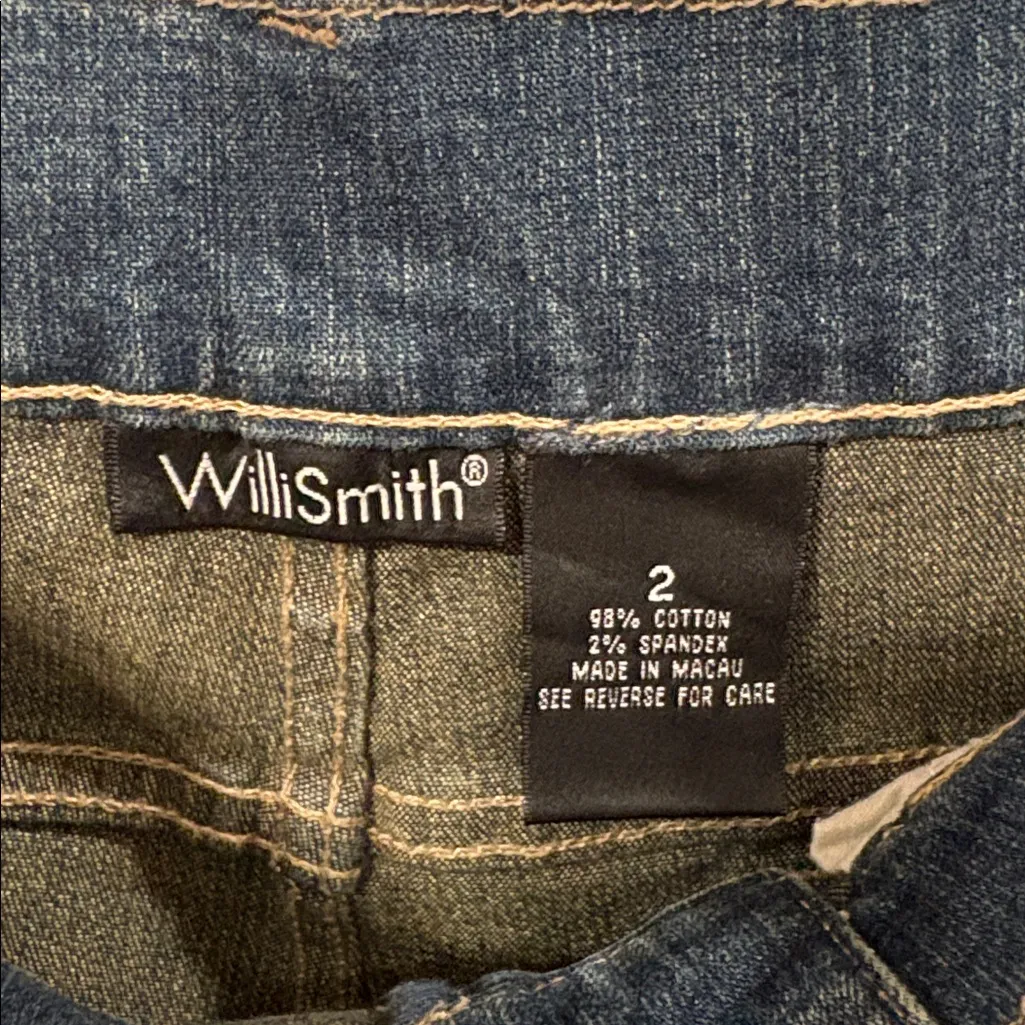 WilliSmith®
2
98% COTTON
2% SPANDEX
MADE IN MACAU
SEE REVERSE FOR CARE